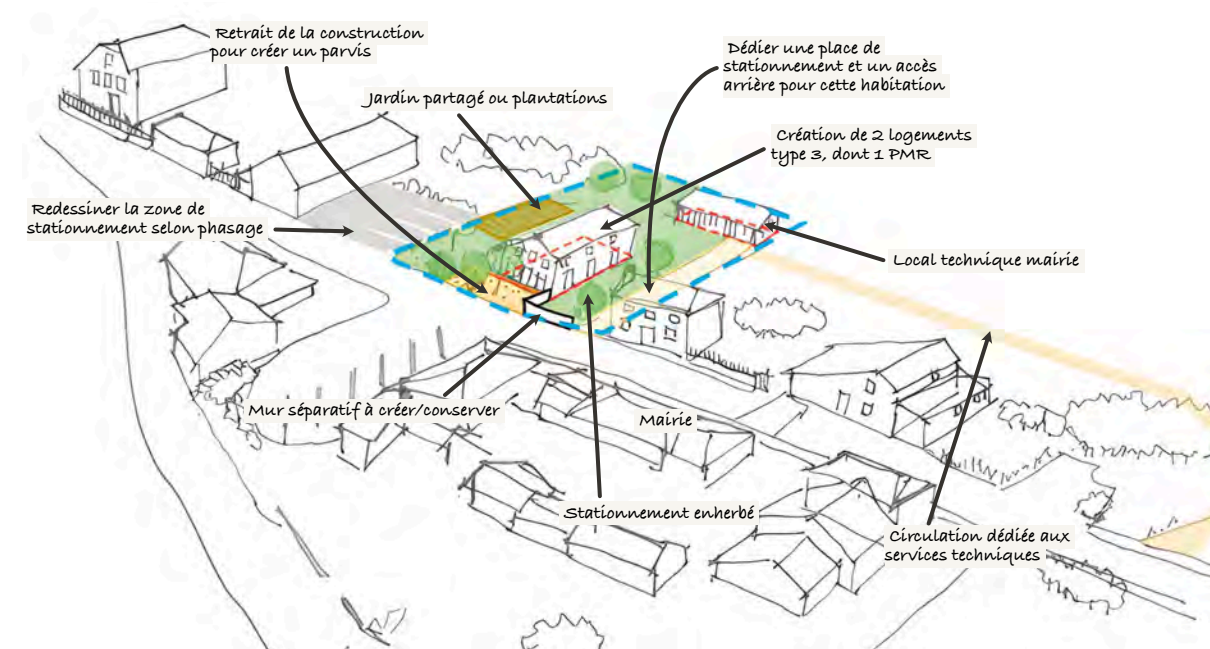 Retrait de la construction
pour créer un parvis
Dédier une place de
stationnement et un accès
arrière pour cette habitation
Jardin partagé ou plantations
Création de 2 logements
type 3, dont 1 PMR
Redessiner la zone de
stationnement selon phasage
Local technique mairie
Mur séparatif à créer/conserver
Mairie
Stationnement enherbé
Circulation dédiée aux
services techniques